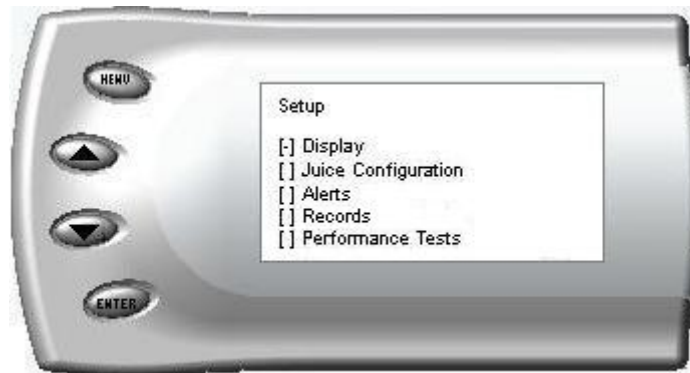 MENU
Setup
[-] Display
[ ] Juice Configuration
[ ] Alerts
[ ] Records
[ ] Performance Tests
ENTER